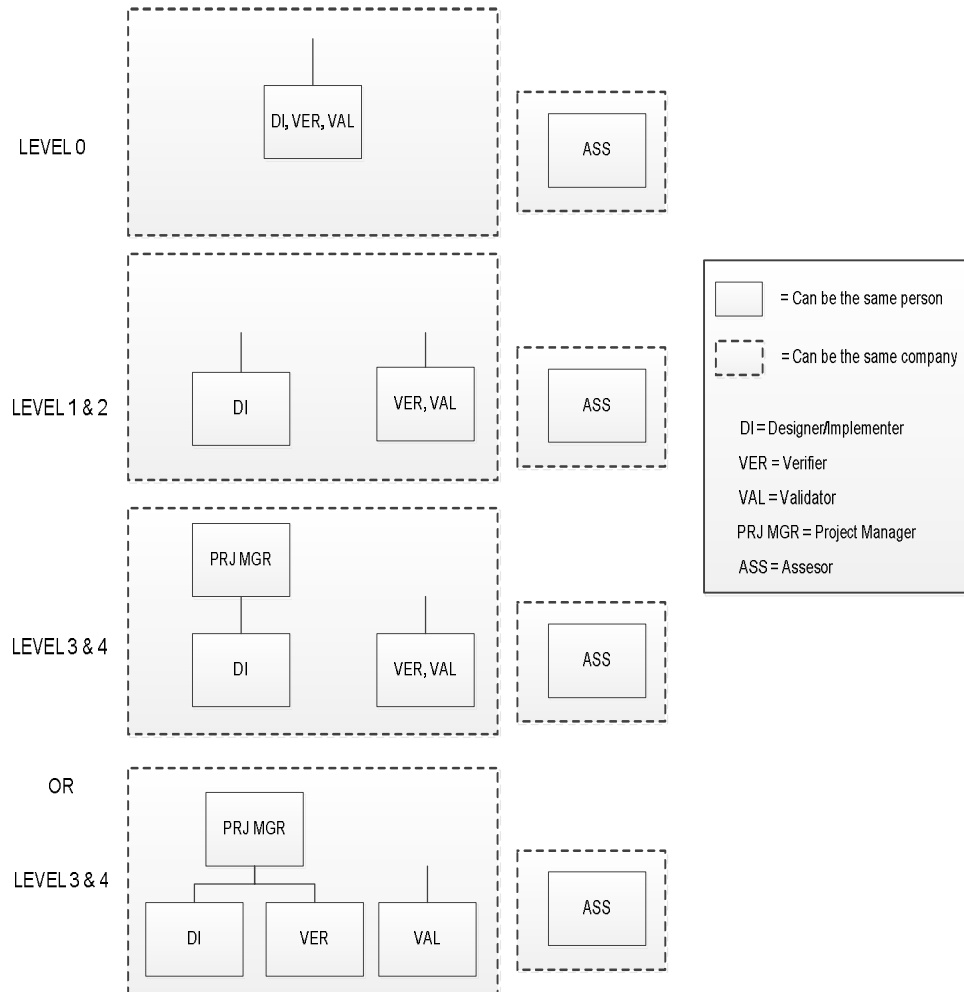 LEVEL 0
DI, VER, VAL
ASS
LEVEL 1 & 2
DI
VER, VAL
ASS
LEVEL 3 & 4
PRJ MGR
DI
VER, VAL
ASS
OR
LEVEL 3 & 4
PRJ MGR
DI
VER
VAL
ASS
= Can be the same person
= Can be the same company
DI = Designer/Implementer
VER = Verifier
VAL = Validator
PRJ MGR = Project Manager
ASS = Assesor